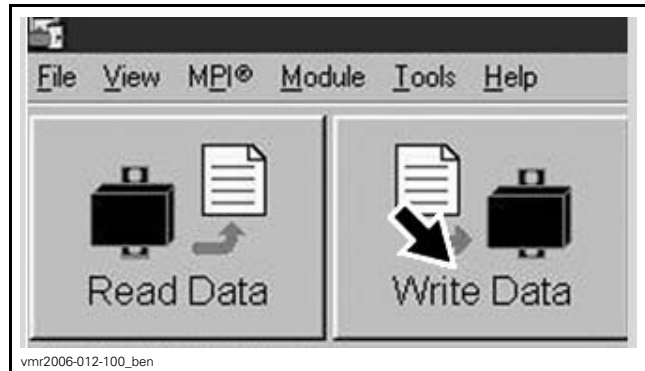 File View MPI® Module Tools Help
Read Data Write Data
vmr2006-012-100_ben